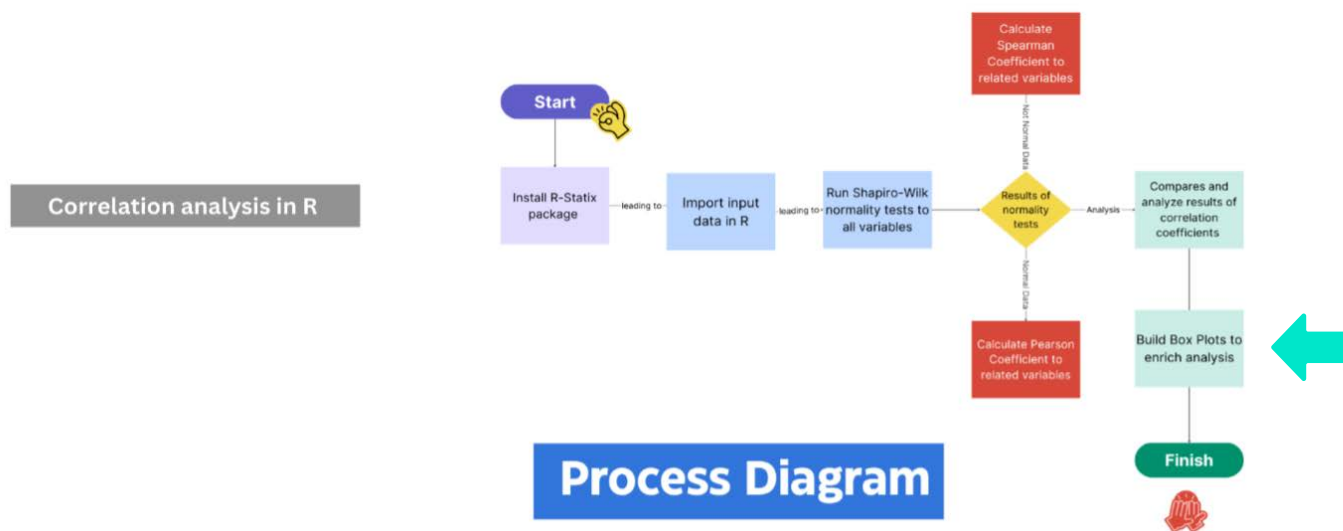 Correlation analysis in R
Start
Install R-Statix
package
leading to
Import input
data in R
leading to
Run Shapiro-Wilk
normality tests to
all variables
Results of
normality
tests
Not Normal Data
Calculate
Spearman
Coefficient to
related variables
Normal Data
Calculate Pearson
Coefficient to
related variables
Analysis
Compares and
analyze results of
correlation
coefficients
Build Box Plots to
enrich analysis
Finish
Process Diagram